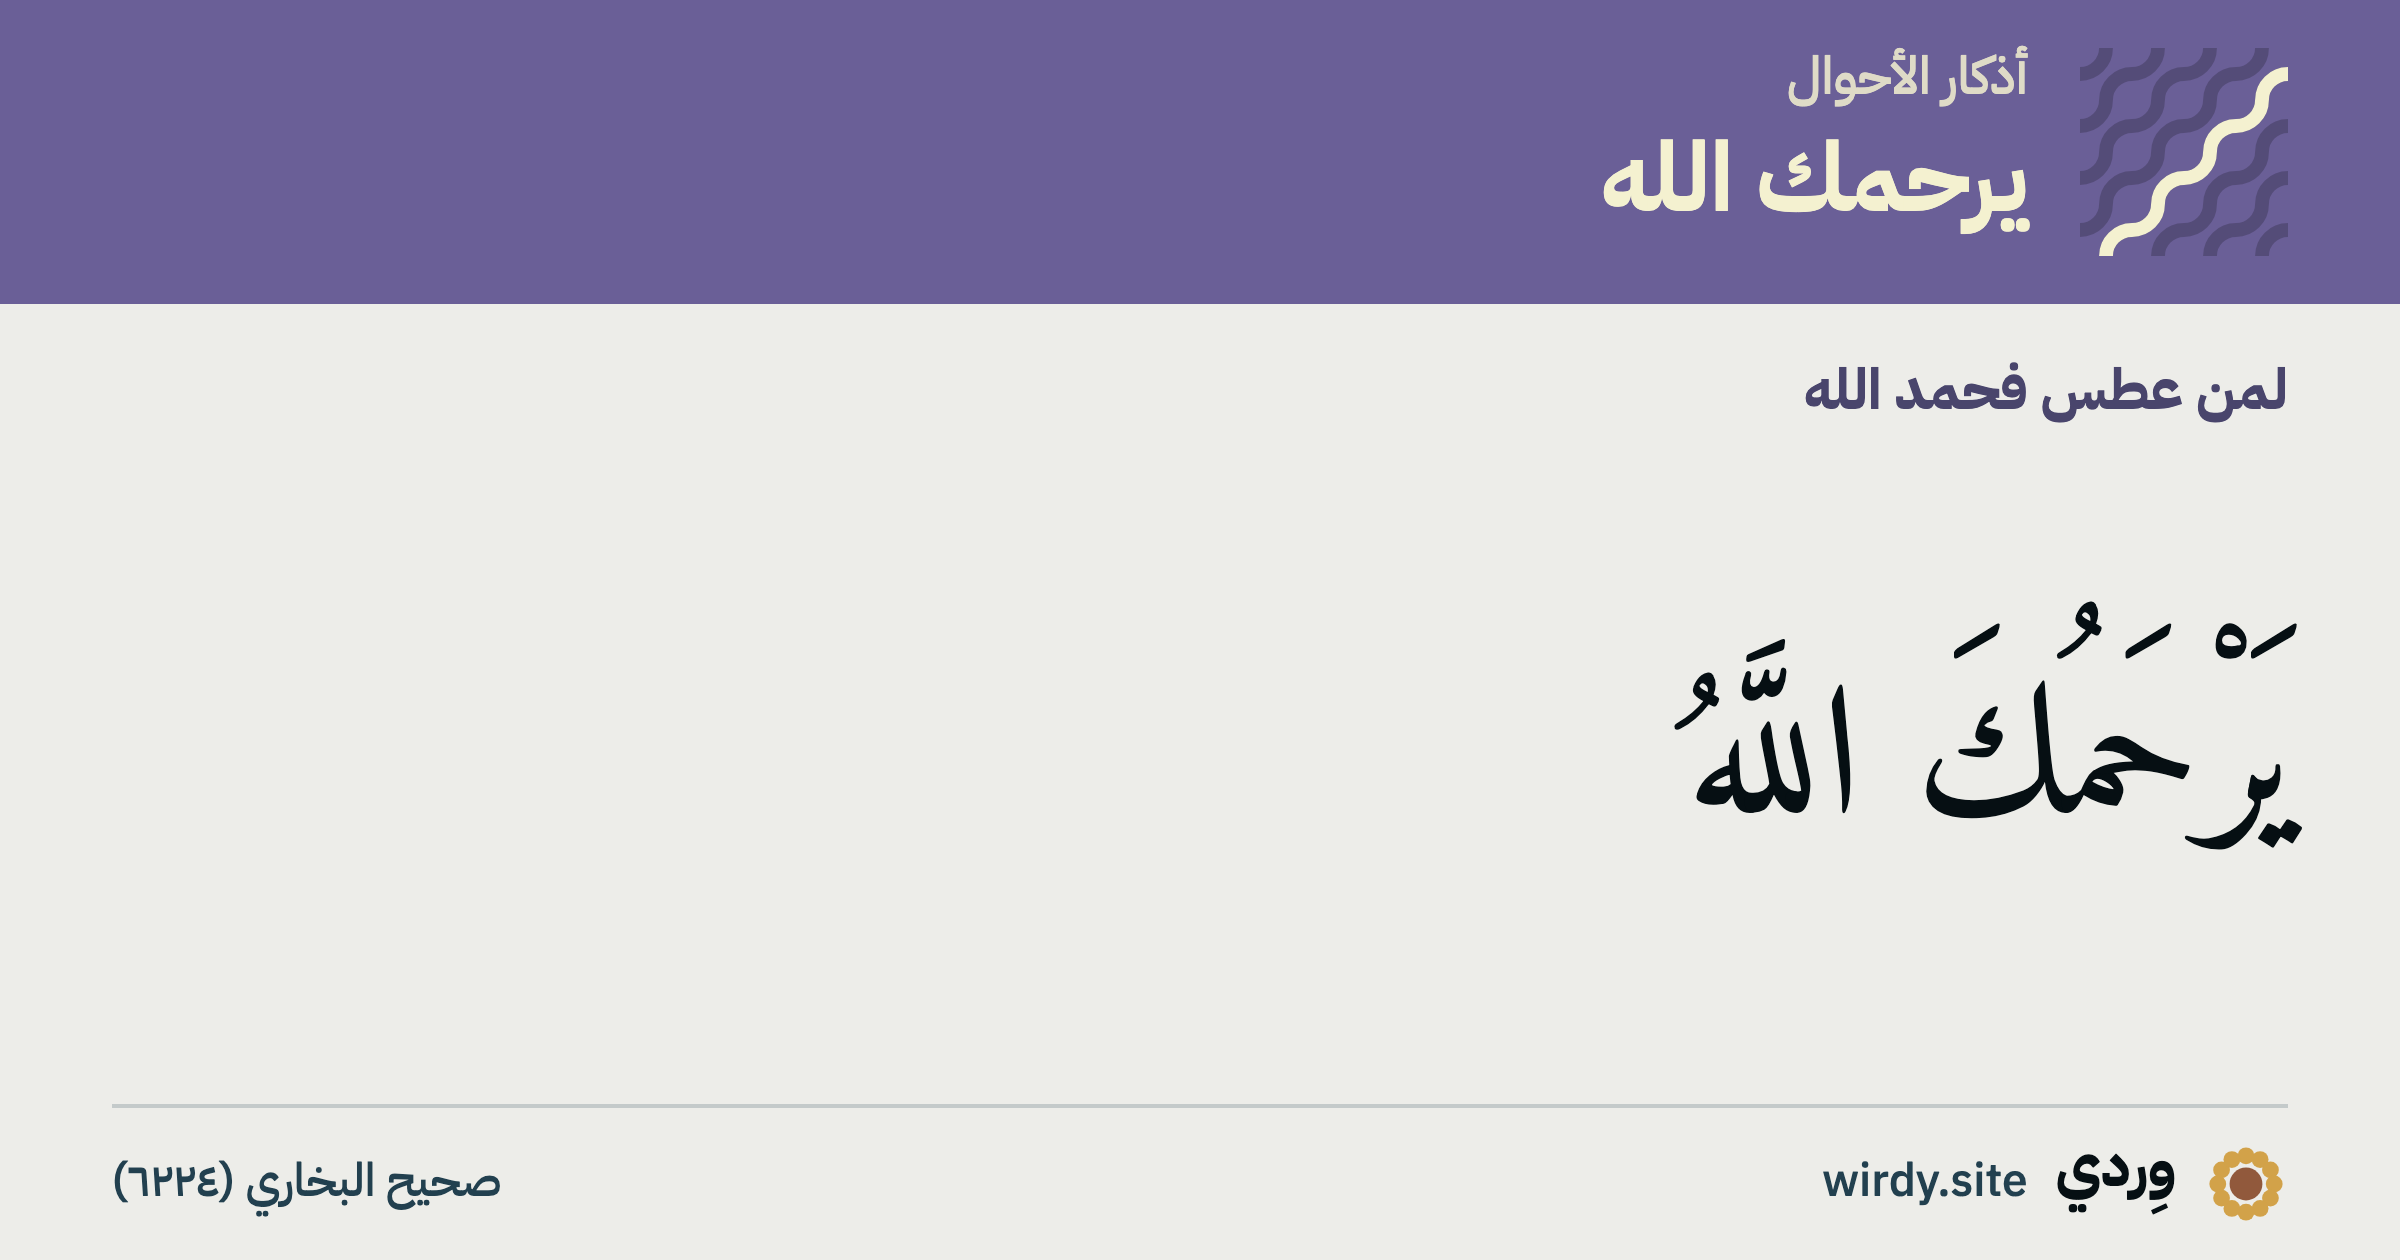 أذكار الأحوال
يرحمك الله
لمن عطس فحمد الله
يَرْحَمُكَ اللَّهُ
وِردي wirdy.site
صحيح البخاري (٦٢٢٤)